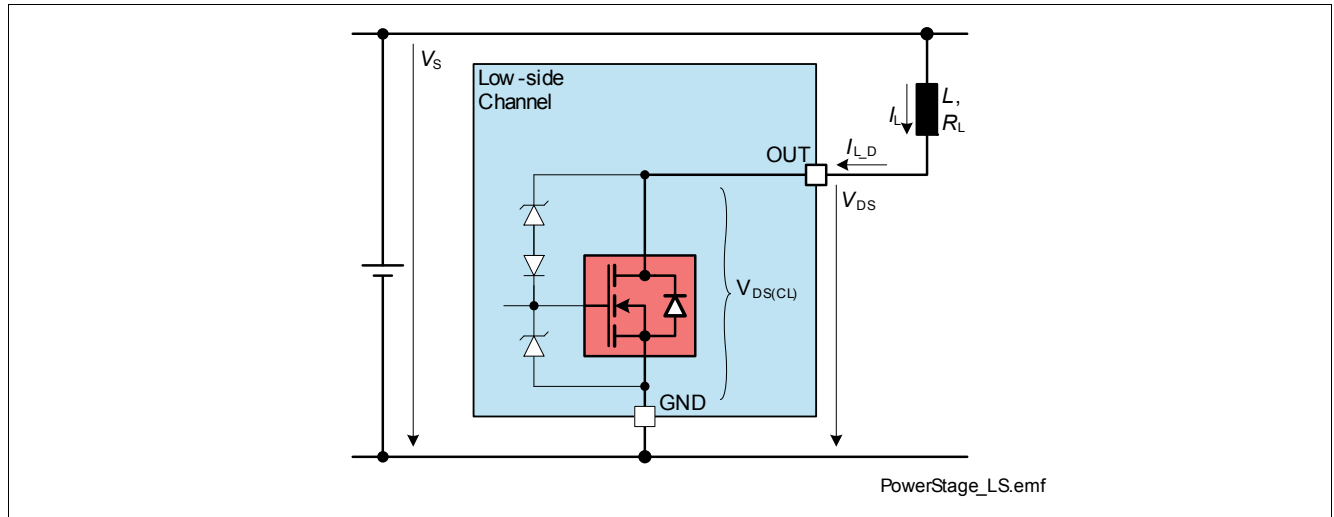 VS
Low-side
Channel
L,
RL
IL
IL_D
OUT
VDS
VDS(CL)
GND
PowerStage_LS.emf